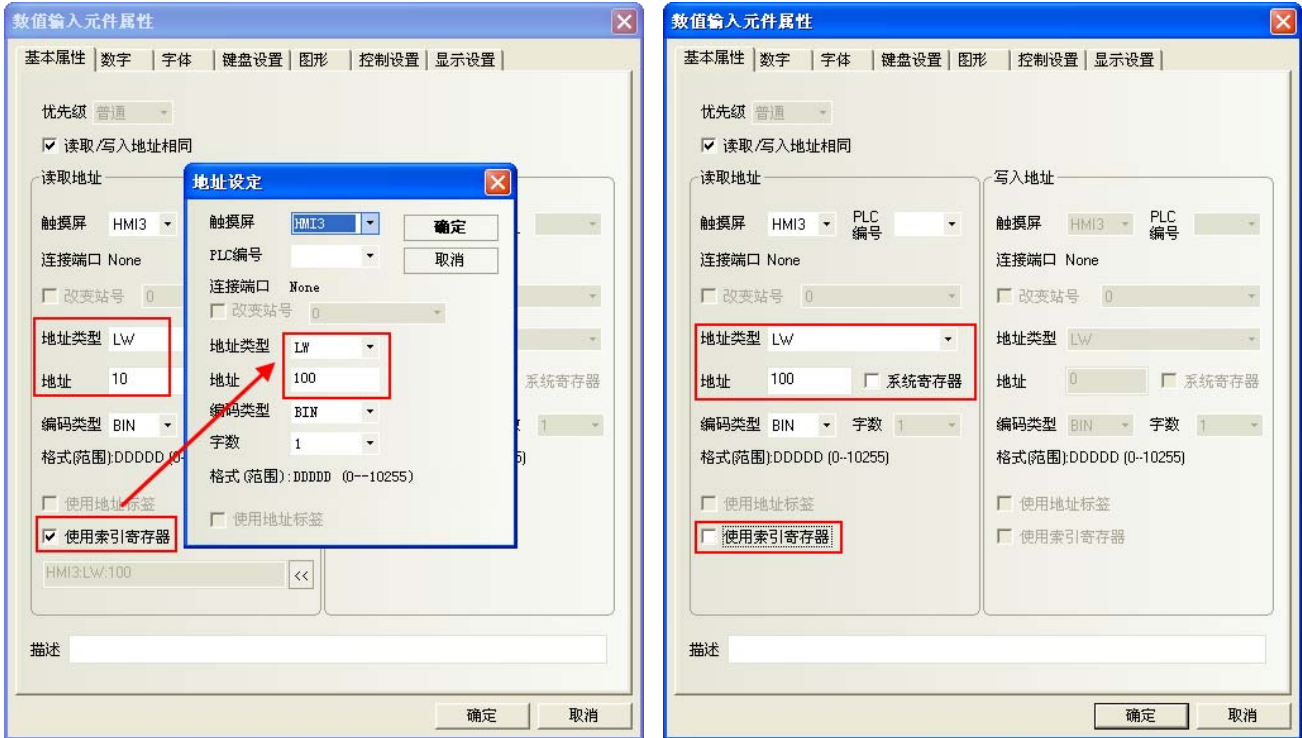 数值输入元件属性
基本属性 数字 字体 键盘设置 图形 控制设置 显示设置
优先级 普通
读取/写入地址相同
读取地址
触摸屏 HMI3
连接端口 None
改变站号 0
地址类型 LW
地址 10
系统寄存器
编码类型 BIN
1
格式(范围):DDDDD (0--
使用地址标签
使用索引寄存器
HMI3:LW:100 <<
描述
确定 取消
地址设定
触摸屏 HMI3 确定
PLC编号 取消
连接端口 None
改变站号 0
地址类型 LW
地址 100
编码类型 BIN
字数 1
格式(范围):DDDDD (0--10255)
使用地址标签
数值输入元件属性
基本属性 数字 字体 键盘设置 图形 控制设置 显示设置
优先级 普通
读取/写入地址相同
读取地址
触摸屏 HMI3 PLC编号
连接端口 None
改变站号 0
地址类型 LW
地址 100 系统寄存器
编码类型 BIN 字数 1
格式(范围):DDDDD (0--10255)
使用地址标签
使用索引寄存器
写入地址
触摸屏 HMI3 PLC编号
连接端口 None
改变站号 0
地址类型 LW
地址 0 系统寄存器
编码类型 BIN 字数 1
格式(范围):DDDDD (0--10255)
使用地址标签
使用索引寄存器
描述
确定 取消